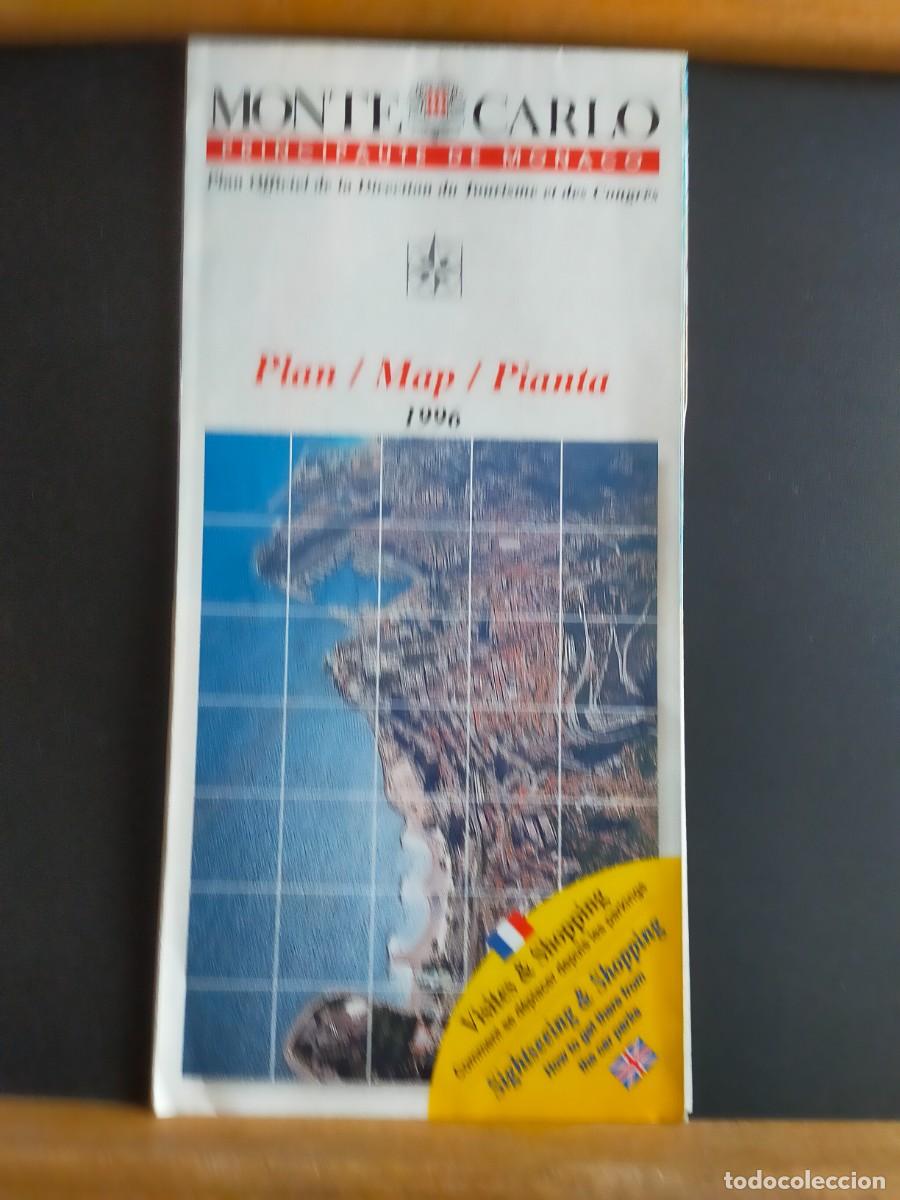 MONTE CARLO
PRINCIPAUTE DE MONACO
Plan Officiel de la Direction du Tourisme et des Congrès
Plan / Map / Pianta
1996
Visites & Shopping
Comment se déplacer depuis les parkings
Sightseeing & Shopping
How to get there from
the car parks
todocoleccion